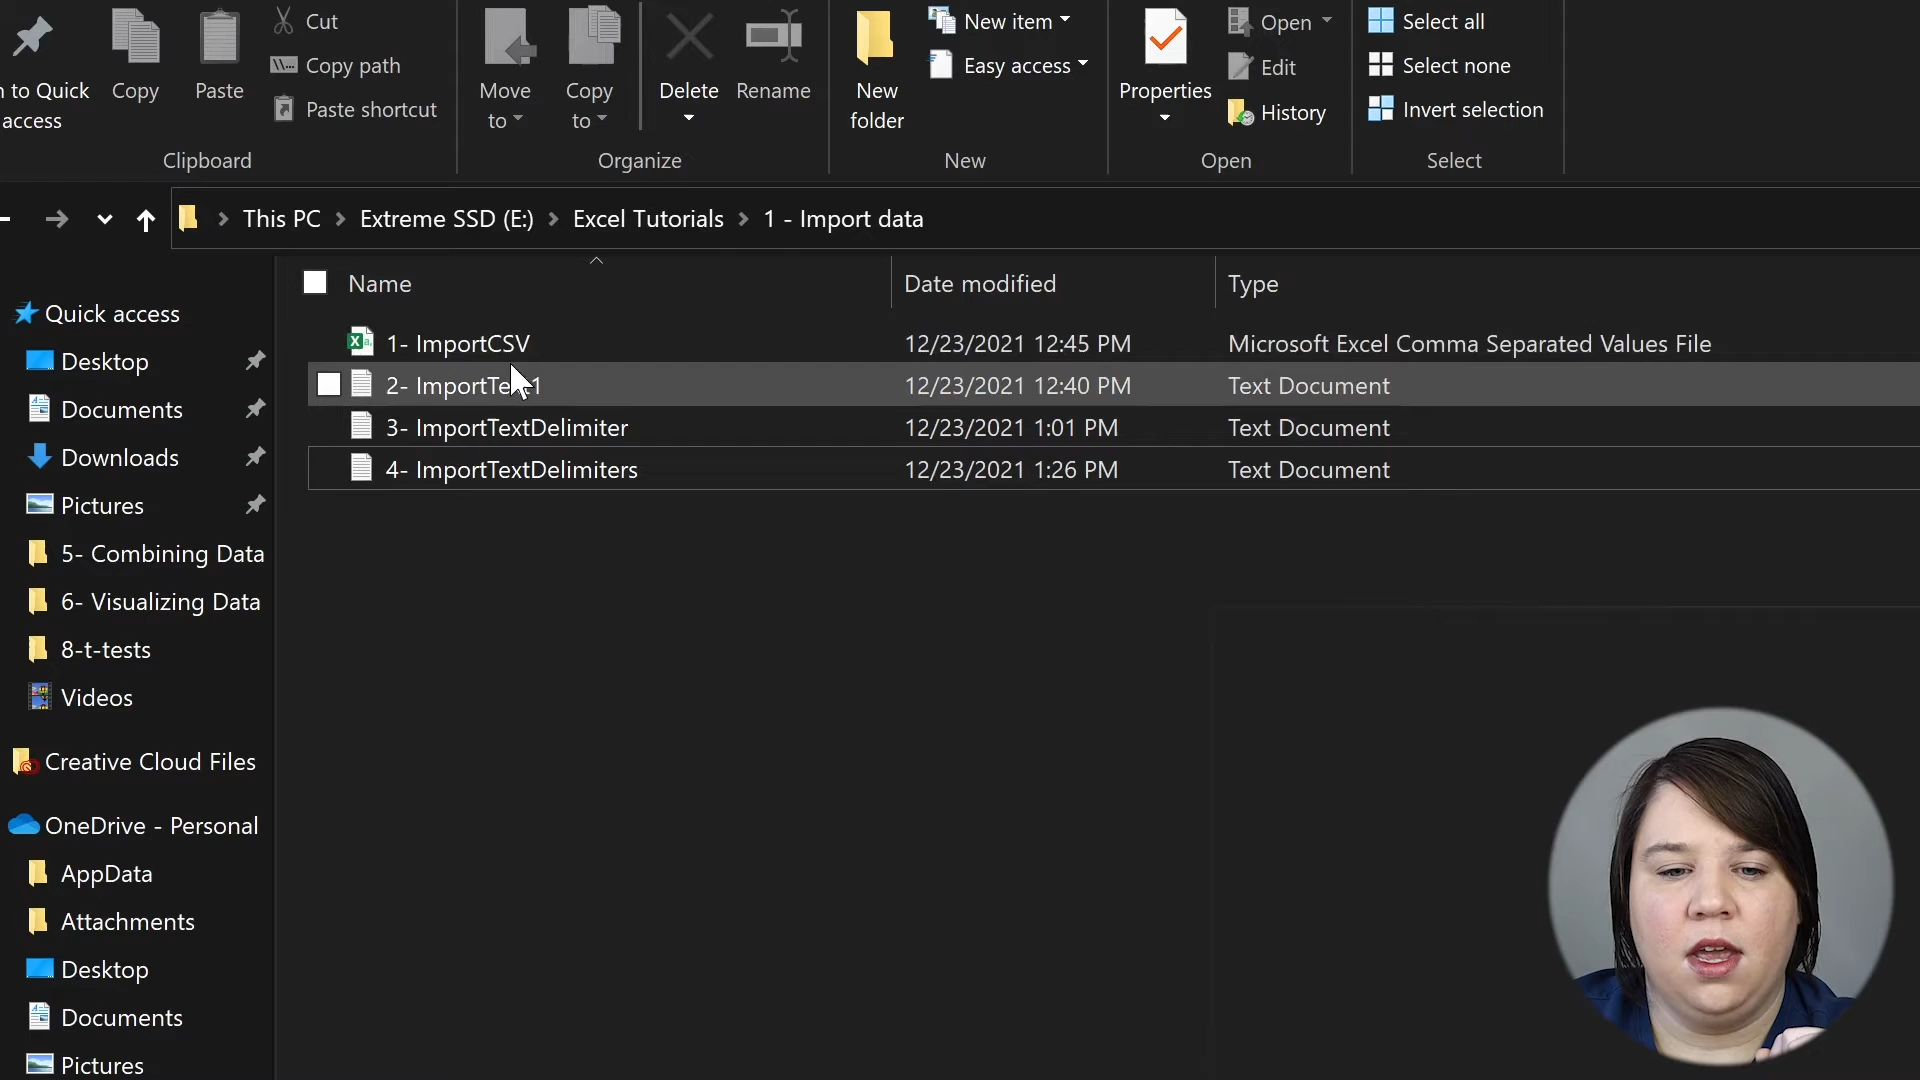 Cut
Copy path
Paste shortcut
to Quick
access
Copy
Paste
Clipboard
Move
to
Copy
to
Delete
Rename
Organize
New
folder
New item
Easy access
New
Properties
Open
Edit
History
Open
Select all
Select none
Invert selection
Select
This PC > Extreme SSD (E:) > Excel Tutorials > 1 - Import data
Name Date modified Type
1- ImportCSV 12/23/2021 12:45 PM Microsoft Excel Comma Separated Values File
2- 12/23/2021 12:40 PM Text Document
3- ImportTextDelimiter 12/23/2021 1:01 PM Text Document
4- ImportTextDelimiters 12/23/2021 1:26 PM Text Document
Quick access
Desktop
Documents
Downloads
Pictures
5- Combining Data
6- Visualizing Data
8-t-tests
Videos
Creative Cloud Files
OneDrive - Personal
AppData
Attachments
Desktop
Documents
Pictures